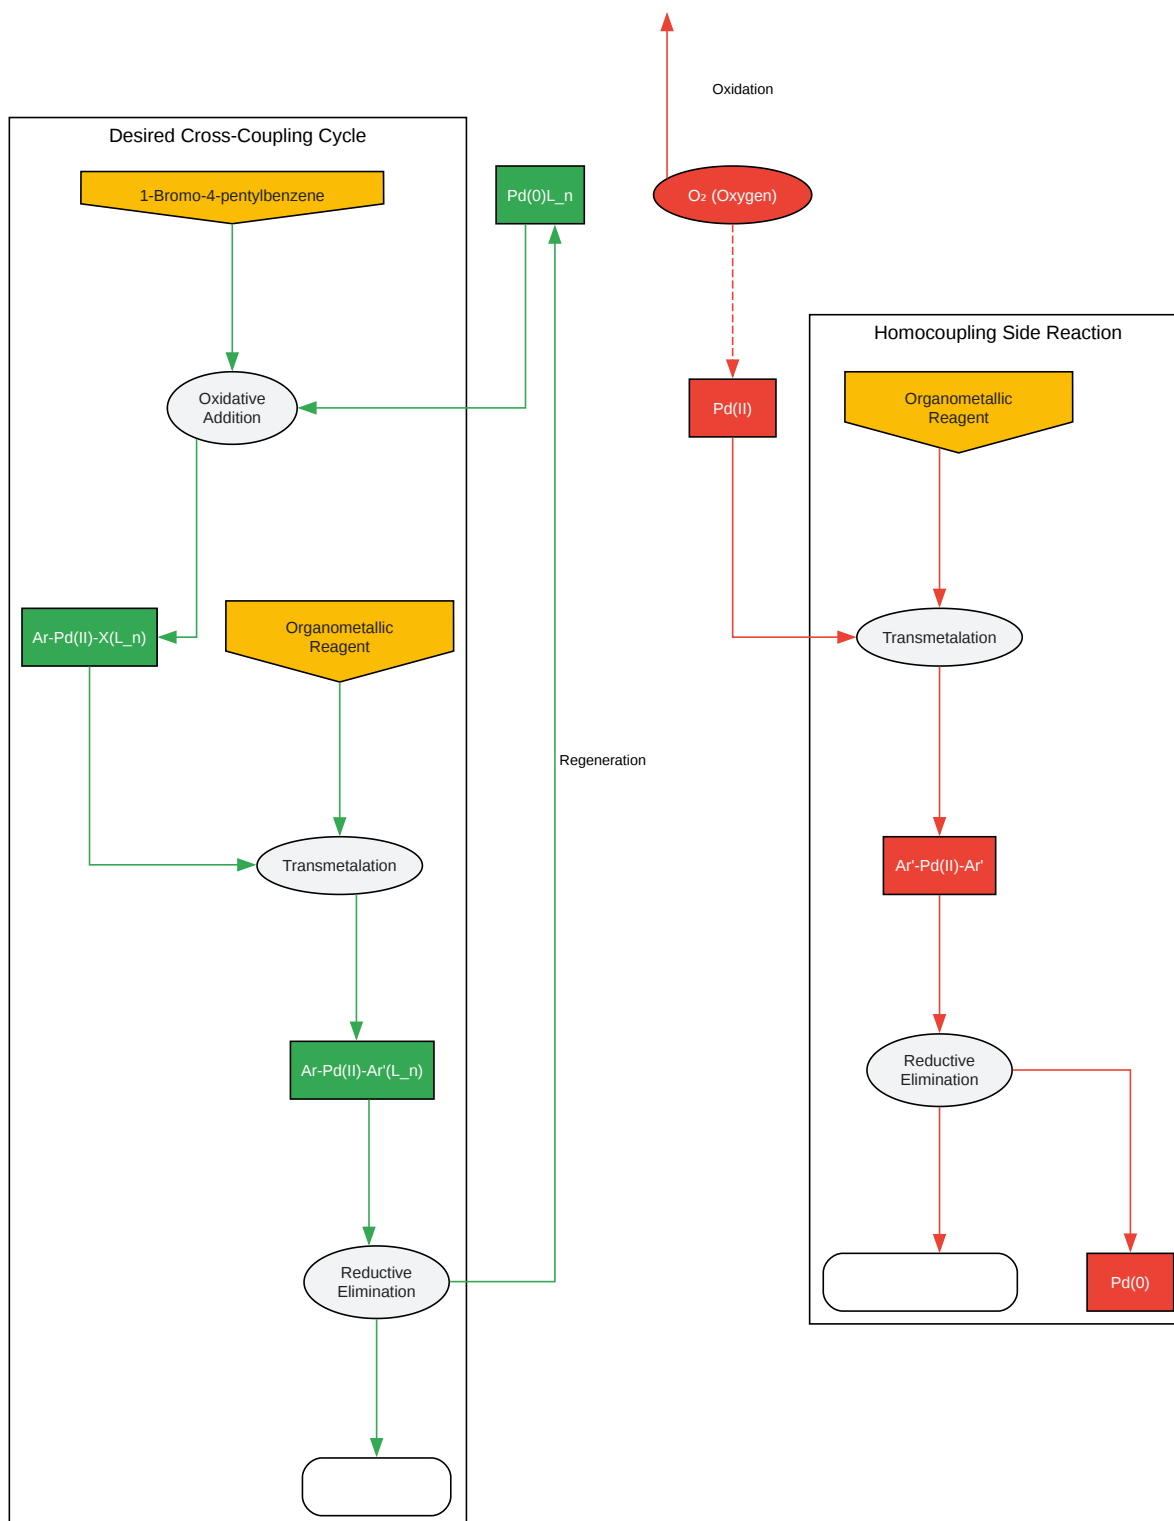 Oxidation
Desired Cross-Coupling Cycle
1-Bromo-4-pentylbenzene
Pd(0)L_n
O₂ (Oxygen)
Homocoupling Side Reaction
Oxidative
Addition
Pd(II)
Organometallic
Reagent
Ar-Pd(II)-X(L_n)
Organometallic
Reagent
Transmetalation
Regeneration
Transmetalation
Ar'-Pd(II)-Ar'
Ar-Pd(II)-Ar'(L_n)
Reductive
Elimination
Reductive
Elimination
Pd(0)